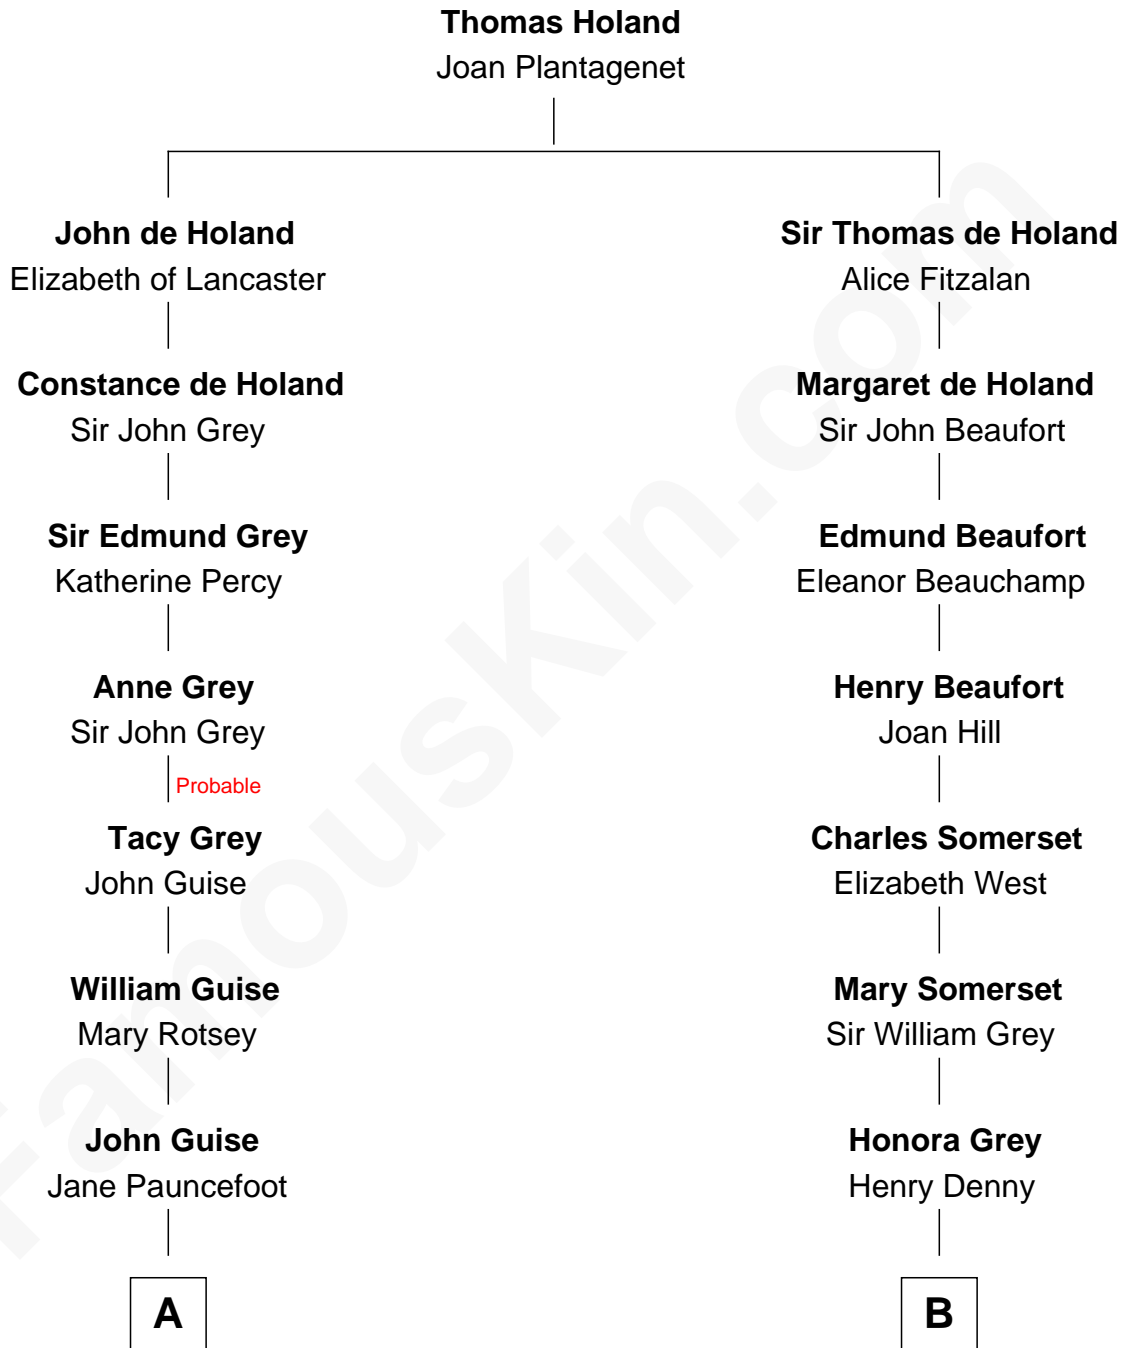 Thomas Holand
Joan Plantagenet
John de Holand
Elizabeth of Lancaster
Sir Thomas de Holand
Alice Fitzalan
Constance de Holand
Sir John Grey
Margaret de Holand
Sir John Beaufort
Sir Edmund Grey
Katherine Percy
Edmund Beaufort
Eleanor Beauchamp
Anne Grey
Sir John Grey
Henry Beaufort
Joan Hill
Probable
Tacy Grey
John Guise
Charles Somerset
Elizabeth West
William Guise
Mary Rotsey
Mary Somerset
Sir William Grey
John Guise
Jane Pauncefoot
Honora Grey
Henry Denny
A
B
FamousKin.com